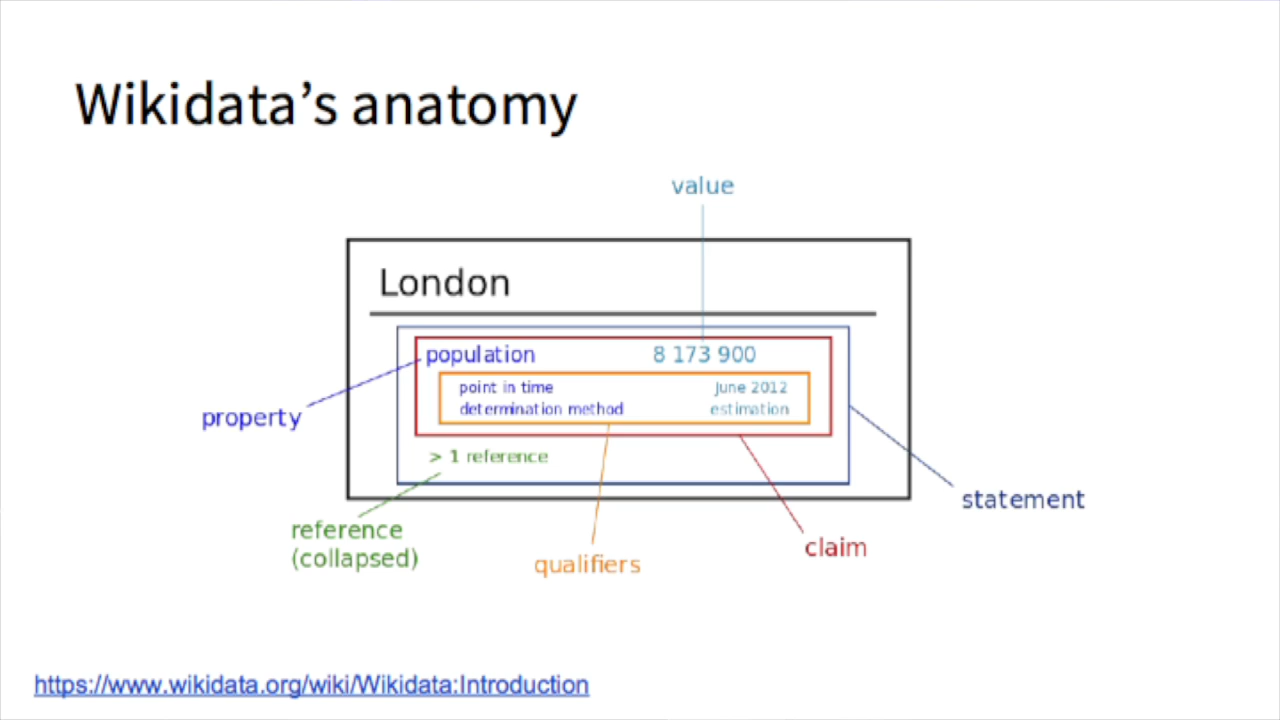 Wikidata’s anatomy
value
London
population 8 173 900
point in time June 2012
determination method estimation
property
> 1 reference
statement
reference
(collapsed)
claim
qualifiers
https://www.wikidata.org/wiki/Wikidata:Introduction